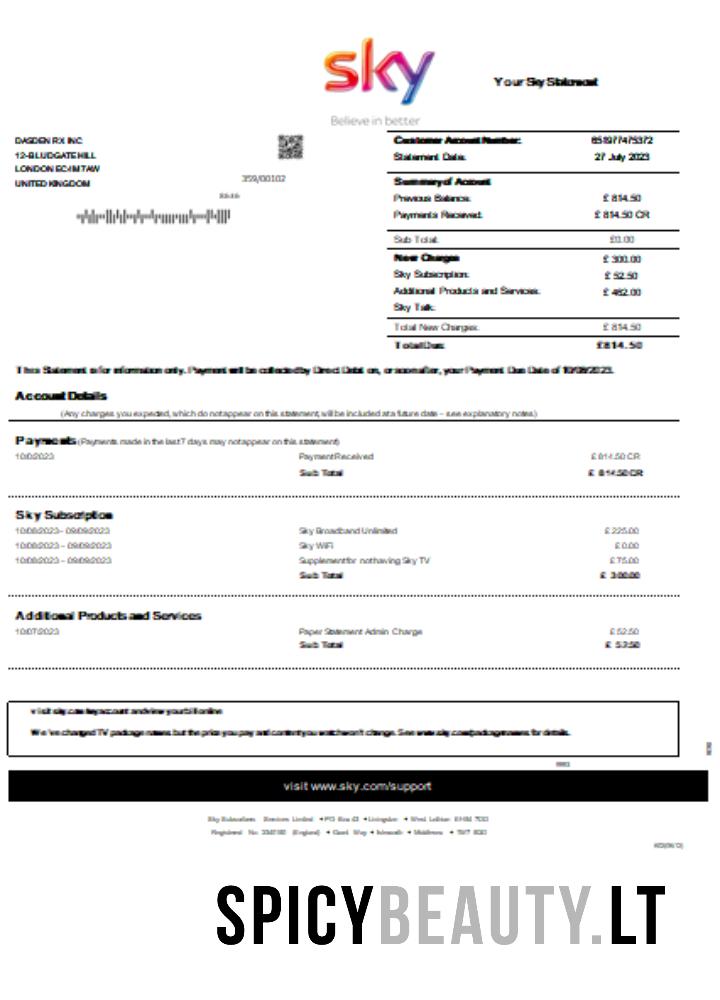 sky
Believe in better
Your Sky Statement
DASDEN RX INC
12-BLUDGATE HILL
LONDON EC4M 7AW
UNITED KINGDOM
359/00102
Customer Account Number: 651977475372
Statement Date: 27 July 2023
Summary of Account
Previous Balance: £ 814.50
Payments Received: £ 814.50 CR
Sub Total: £0.00
New Charges £ 300.00
Sky Subscription: £ 52.50
Additional Products and Services: £ 462.00
Sky Talk:
Total New Charges: £ 814.50
Total Due: £814.50
This Statement is for information only. Payment will be collected by Direct Debit on, or soon after, your Payment Due Date of 10/08/2023.
Account Details
(Any charges you expected, which do not appear on this statement, will be included at a future date – see explanatory notes)
Payments (Payments made in the last 7 days may not appear on this statement)
10/0/2023 Payment Received £ 814.50 CR
Sub Total £ 814.50 CR
Sky Subscription
10/08/2023 – 09/09/2023 Sky Broadband Unlimited £ 225.00
10/08/2023 – 09/09/2023 Sky WiFi £ 0.00
10/08/2023 – 09/09/2023 Supplement for not having Sky TV £ 75.00
Sub Total £ 300.00
Additional Products and Services
10/07/2023 Paper Statement Admin Charge £ 52.50
Sub Total £ 52.50
visit sky.com/myaccount and view your bill online
We've changed TV package names, but the price you pay and content you watch won't change. See www.sky.com/packagenames for details.
visit www.sky.com/support
Sky Subscribers Services Limited • PO Box 43 • Livingston • West Lothian EH54 7DD
Registered No: (England) • Grant Way • Isleworth • Middlesex • TW7 5QD
SPICYBEAUTY.LT